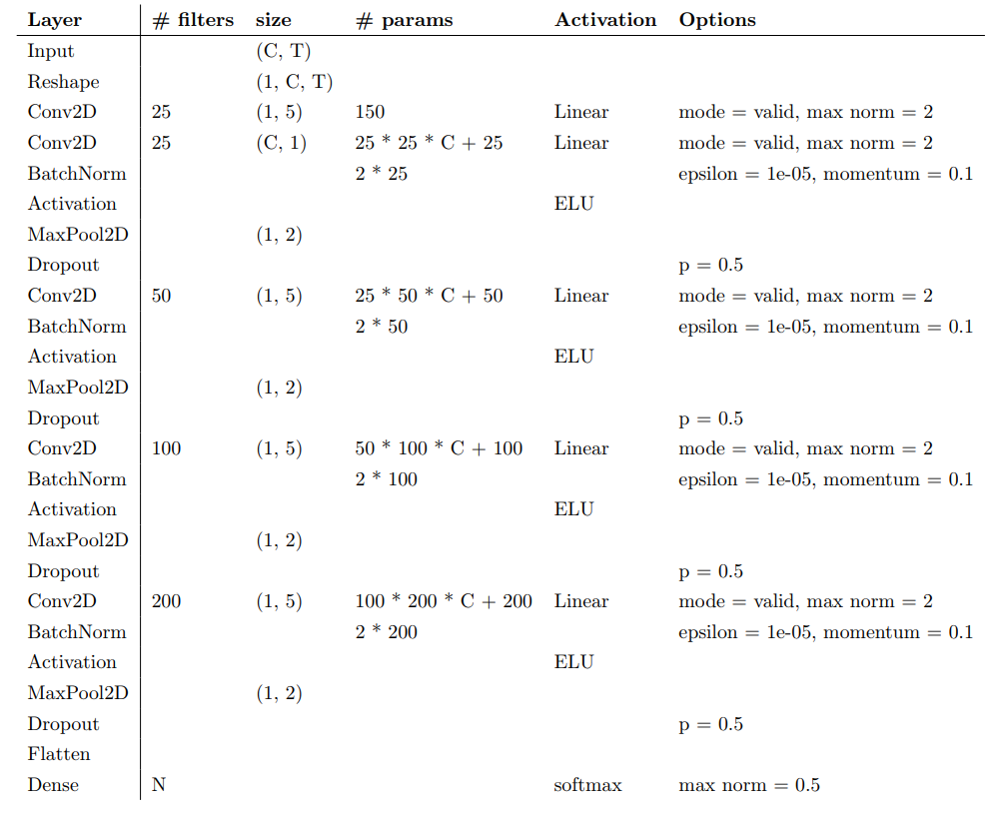 Layer # filters size # params Activation Options
Input (C, T)
Reshape (1, C, T)
Conv2D 25 (1, 5) 150 Linear mode = valid, max norm = 2
Conv2D 25 (C, 1) 25 * 25 * C + 25 Linear mode = valid, max norm = 2
BatchNorm 2 * 25 epsilon = 1e-05, momentum = 0.1
Activation ELU
MaxPool2D (1, 2)
Dropout p = 0.5
Conv2D 50 (1, 5) 25 * 50 * C + 50 Linear mode = valid, max norm = 2
BatchNorm 2 * 50 epsilon = 1e-05, momentum = 0.1
Activation ELU
MaxPool2D (1, 2)
Dropout p = 0.5
Conv2D 100 (1, 5) 50 * 100 * C + 100 Linear mode = valid, max norm = 2
BatchNorm 2 * 100 epsilon = 1e-05, momentum = 0.1
Activation ELU
MaxPool2D (1, 2)
Dropout p = 0.5
Conv2D 200 (1, 5) 100 * 200 * C + 200 Linear mode = valid, max norm = 2
BatchNorm 2 * 200 epsilon = 1e-05, momentum = 0.1
Activation ELU
MaxPool2D (1, 2)
Dropout p = 0.5
Flatten
Dense N softmax max norm = 0.5